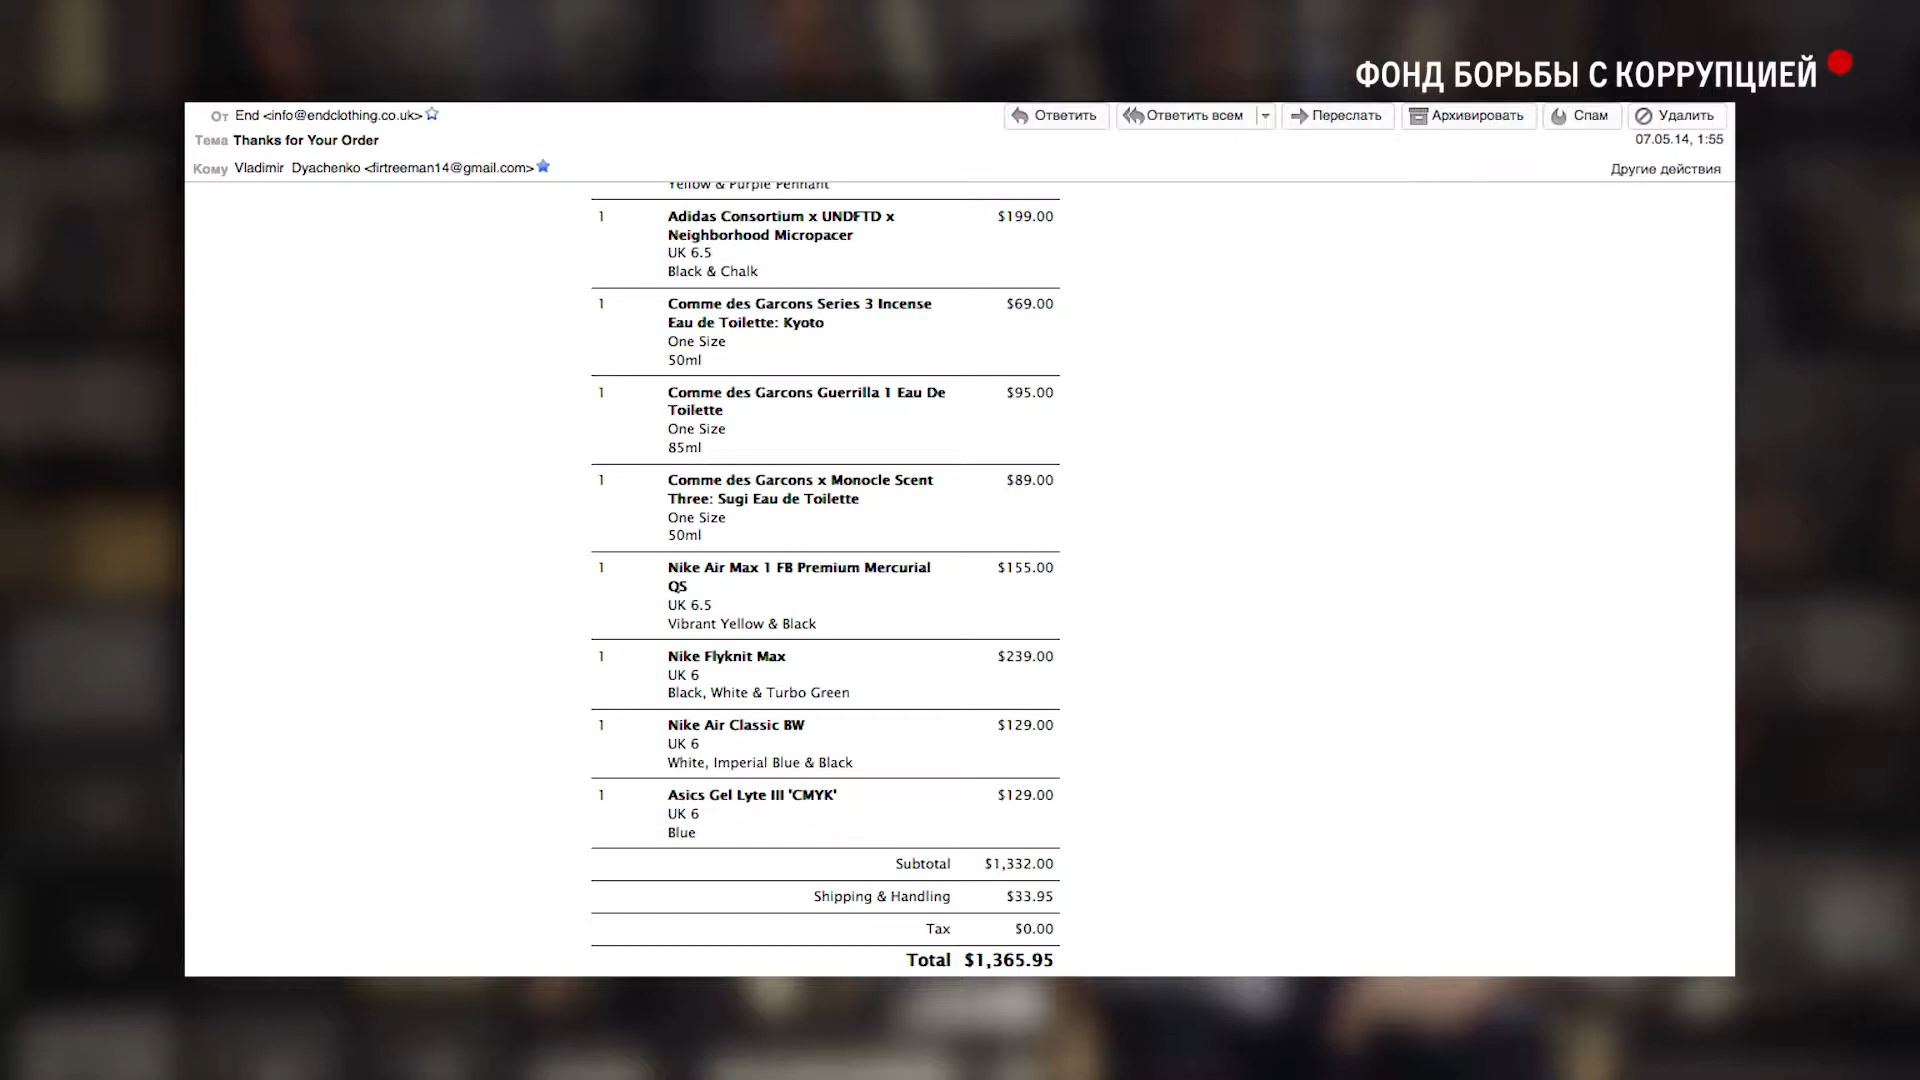 ФОНД БОРЬБЫ С КОРРУПЦИЕЙ
От End <info@endclothing.co.uk>
Ответить Ответить всем Переслать Архивировать Спам Удалить
Тема Thanks for Your Order
07.05.14, 1:55
Кому Vladimir Dyachenko <firtreeman14@gmail.com>
Другие действия
Yellow & Purple Pennant
1 Adidas Consortium x UNDFTD x $199.00
Neighborhood Micropacer
UK 6.5
Black & Chalk
1 Comme des Garcons Series 3 Incense $69.00
Eau de Toilette: Kyoto
One Size
50ml
1 Comme des Garcons Guerrilla 1 Eau De $95.00
Toilette
One Size
85ml
1 Comme des Garcons x Monocle Scent $89.00
Three: Sugi Eau de Toilette
One Size
50ml
1 Nike Air Max 1 FB Premium Mercurial $155.00
QS
UK 6.5
Vibrant Yellow & Black
1 Nike Flyknit Max $239.00
UK 6
Black, White & Turbo Green
1 Nike Air Classic BW $129.00
UK 6
White, Imperial Blue & Black
1 Asics Gel Lyte III 'CMYK' $129.00
UK 6
Blue
Subtotal $1,332.00
Shipping & Handling $33.95
Tax $0.00
Total $1,365.95